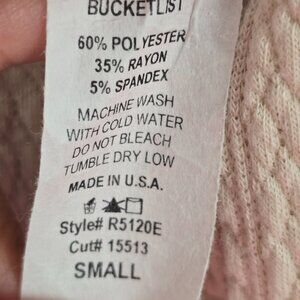 BUCKETLIST
60% POLYESTER
35% RAYON
5% SPANDEX
MACHINE WASH
WITH COLD WATER
DO NOT BLEACH
TUMBLE DRY LOW
MADE IN U.S.A.
Style# R5120E
Cut# 15513
SMALL